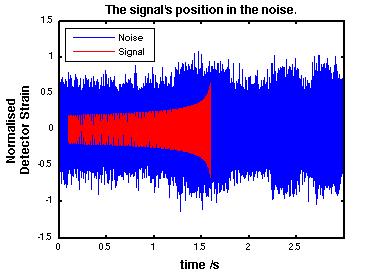 The signal's position in the noise.
Noise
Signal
Normalised
Detector Strain
1.5
1
0.5
0
-0.5
-1
-1.5
0
0.5
1
1.5
2
2.5
time /s